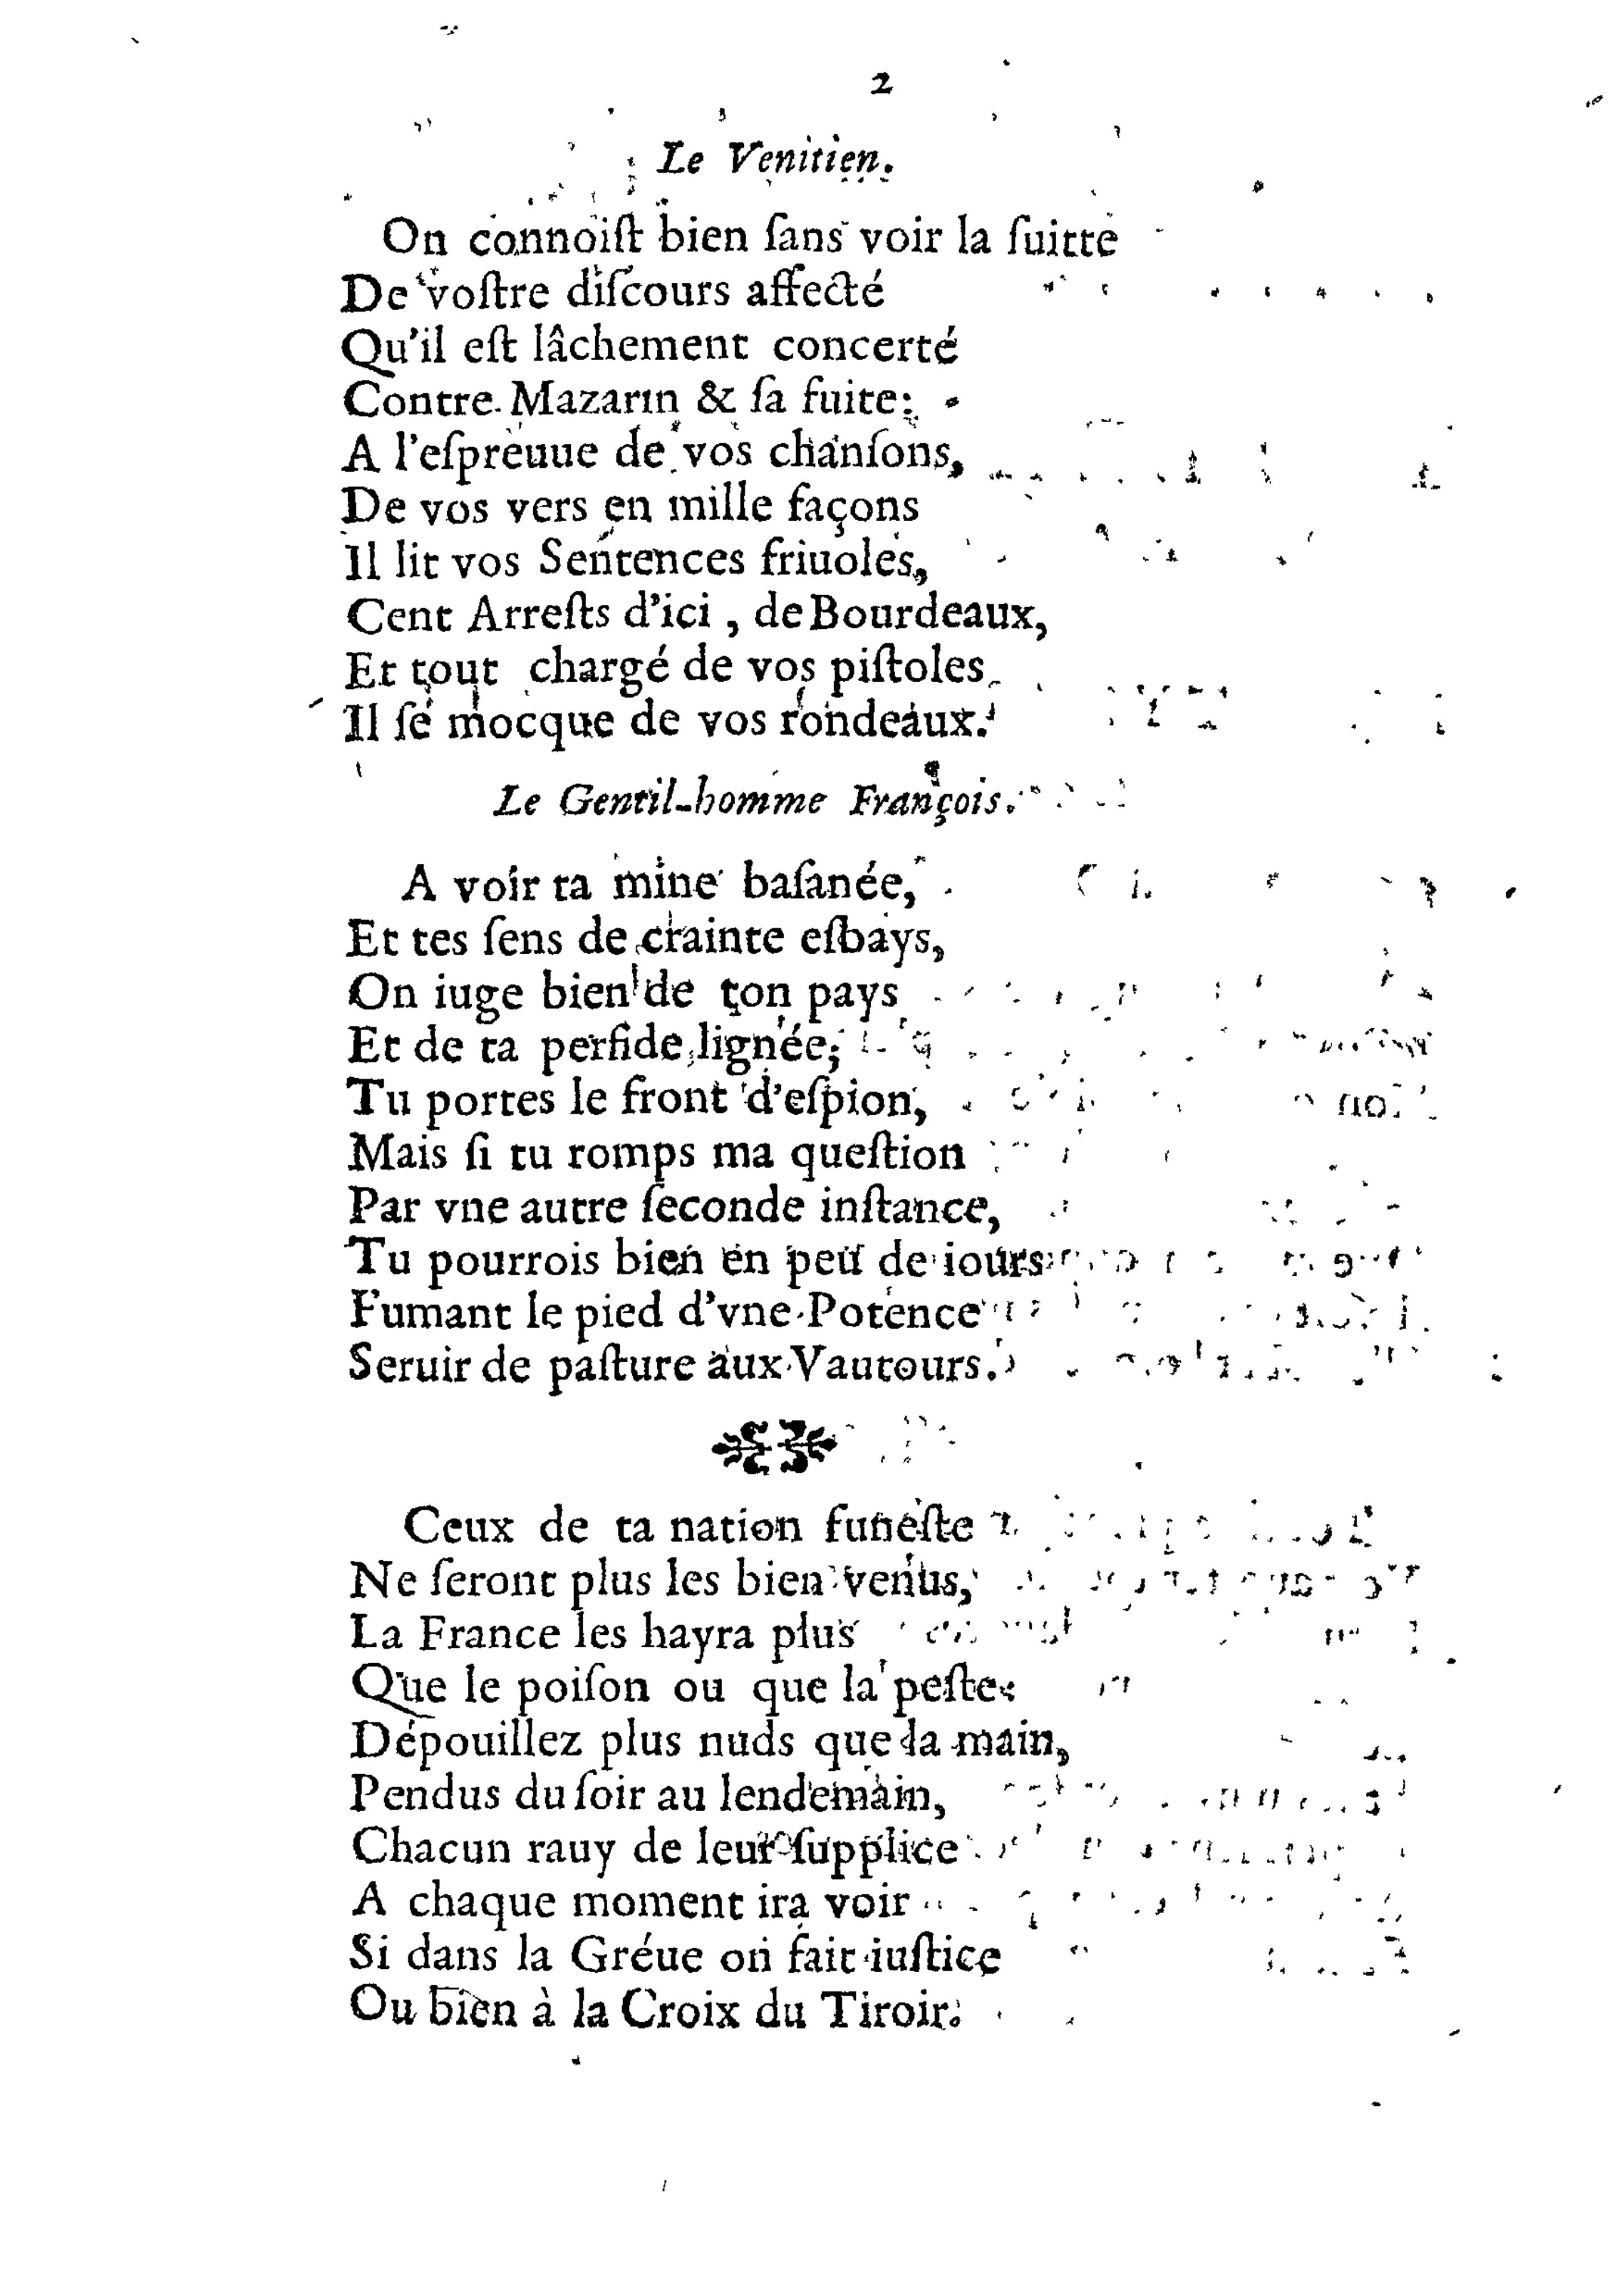 2
Le Venitien.
On connoiſt bien ſans voir la ſuitte
De voſtre diſcours affecté
Qu'il eſt lâchement concerté
Contre Mazarin & ſa fuite:
A l'eſpreuue de vos chanſons,
De vos vers en mille façons
Il lit vos Sentences friuoles,
Cent Arreſts d'ici, de Bourdeaux,
Et tout chargé de vos piſtoles
Il ſe mocque de vos rondeaux.
Le Gentil-homme François.
A voir ta mine baſanée,
Et tes ſens de crainte eſbays,
On iuge bien de ton pays
Et de ta perfide lignée;
Tu portes le front d'eſpion,
Mais ſi tu romps ma queſtion
Par vne autre ſeconde inſtance,
Tu pourrois bien en peu de iours
Fumant le pied d'vne Potence
Seruir de paſture aux Vautours.
Ceux de ta nation funeſte
Ne ſeront plus les bien venus,
La France les hayra plus
Que le poiſon ou que la peſte:
Dépouillez plus nuds que la main,
Pendus du ſoir au lendemain,
Chacun rauy de leur ſupplice
A chaque moment ira voir
Si dans la Gréue on fait iuſtice
Ou bien à la Croix du Tiroir.